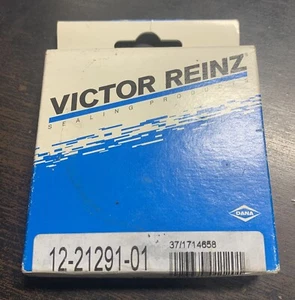 VICTOR REINZ
SEALING PRODUCTS
DANA
37/1714658
12-21291-01